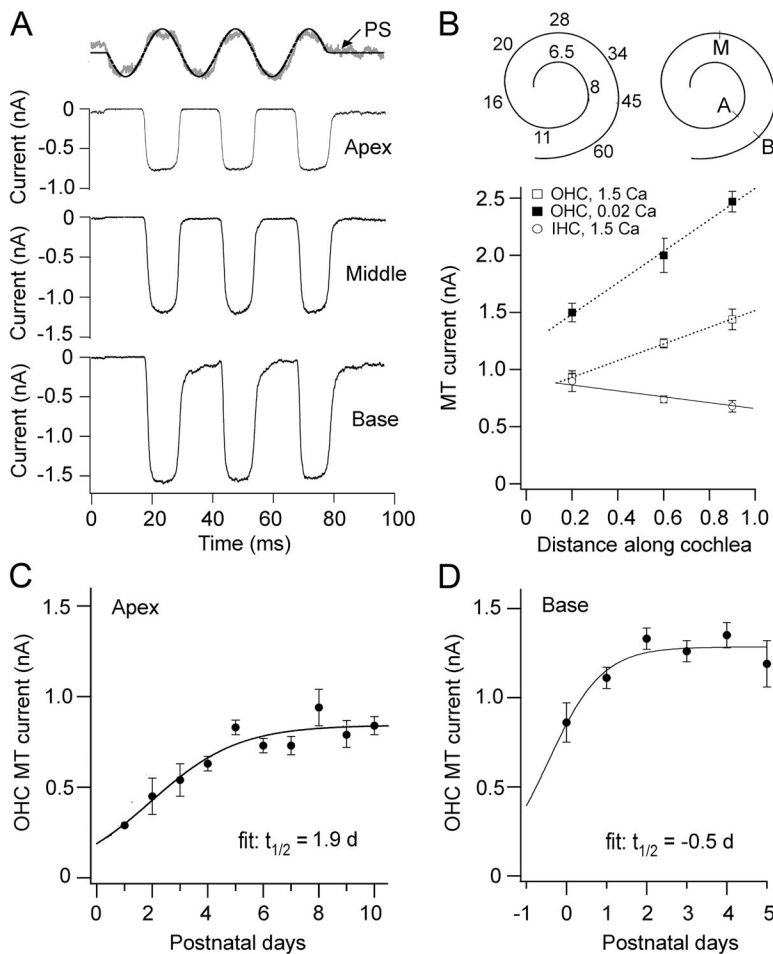 A
PS
0
-0.5
-1.0
Current (nA)
Apex
0
-0.5
-1.0
-1.5
Current (nA)
Middle
0
-0.5
-1.0
-1.5
Current (nA)
Base
0 20 40 60 80 100
Time (ms)
B
28
20 6.5 34
16 8 45
11
60
M
A
B
OHC, 1.5 Ca
OHC, 0.02 Ca
IHC, 1.5 Ca
2.5
2.0
1.5
1.0
0.5
0
MT current (nA)
0 0.2 0.4 0.6 0.8 1.0
Distance along cochlea
C
Apex
1.5
1.0
0.5
0
OHC MT current (nA)
fit: t1/2 = 1.9 d
0 2 4 6 8 10
Postnatal days
D
Base
1.5
1.0
0.5
0
OHC MT current (nA)
fit: t1/2 = -0.5 d
-1 0 1 2 3 4 5
Postnatal days